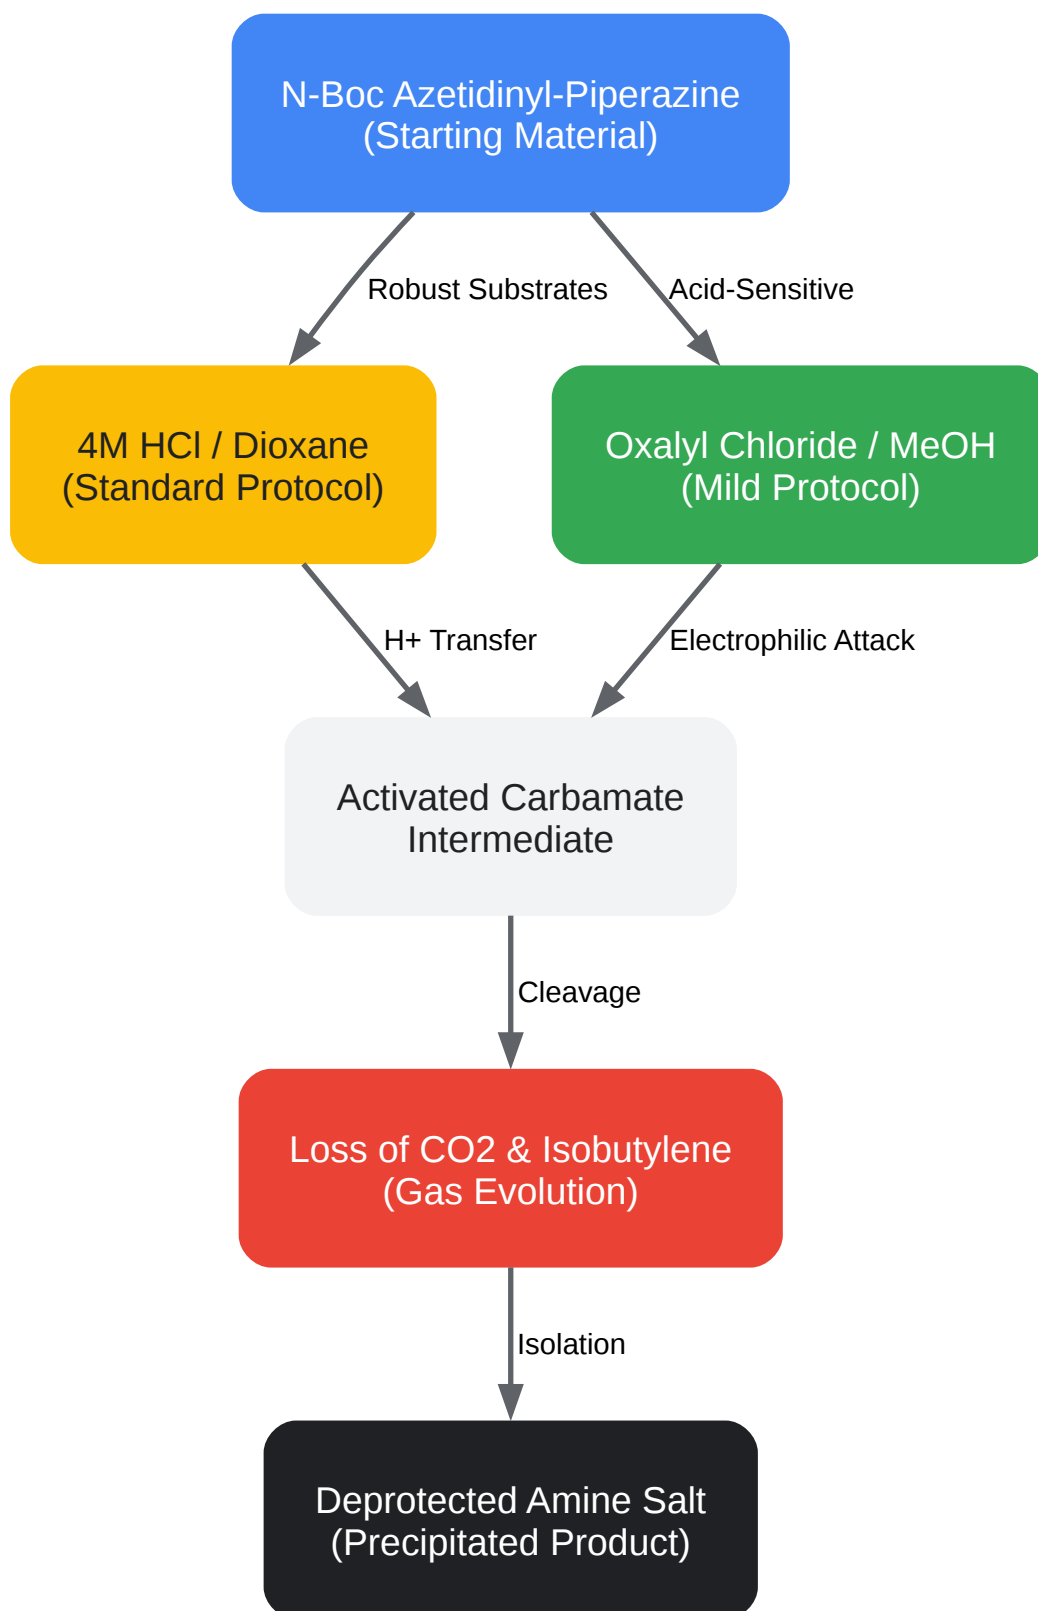 N-Boc Azetidinyl-Piperazine
(Starting Material)
Robust Substrates
Acid-Sensitive
4M HCl / Dioxane
(Standard Protocol)
Oxalyl Chloride / MeOH
(Mild Protocol)
H+ Transfer
Electrophilic Attack
Activated Carbamate
Intermediate
Cleavage
Loss of CO2 & Isobutylene
(Gas Evolution)
Isolation
Deprotected Amine Salt
(Precipitated Product)